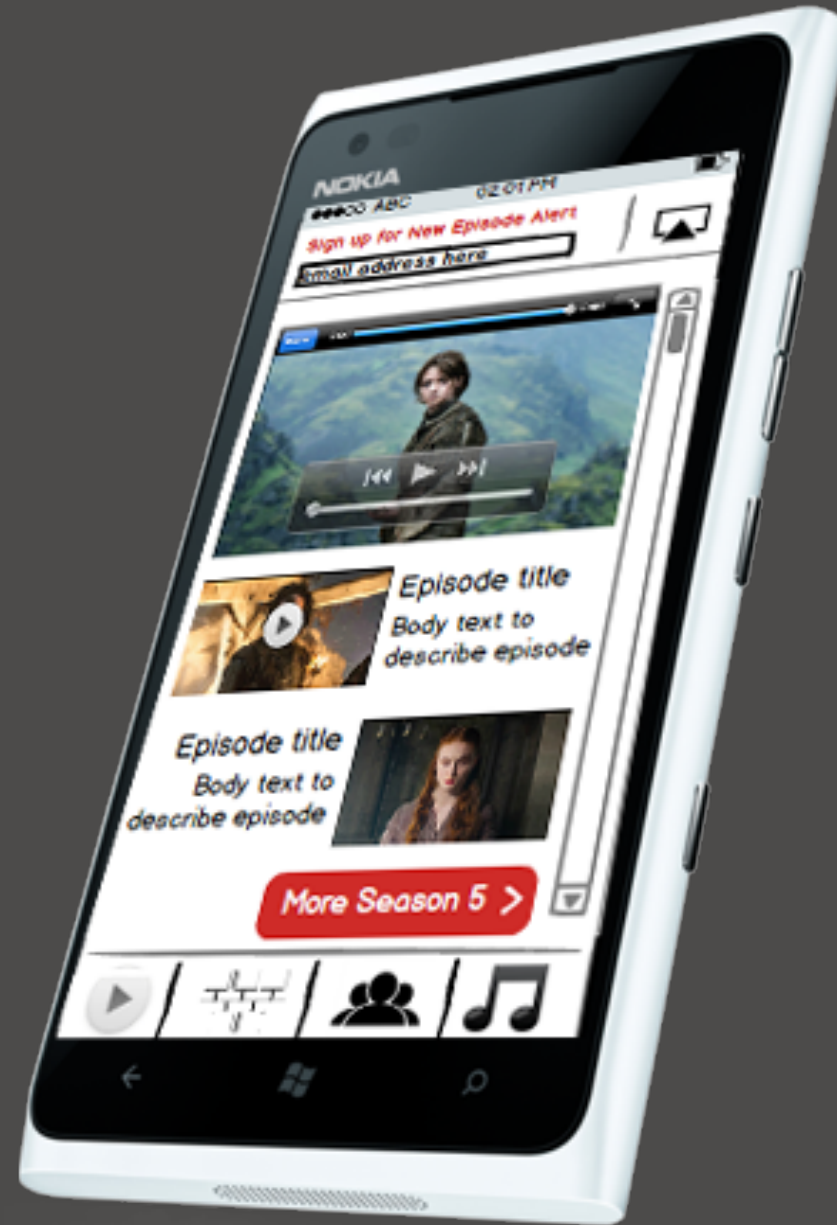 NOKIA
ABC 02:01 PM
Sign up for New Episode Alert
Email address here
Episode title
Body text to
describe episode
Episode title
Body text to
describe episode
More Season 5 >